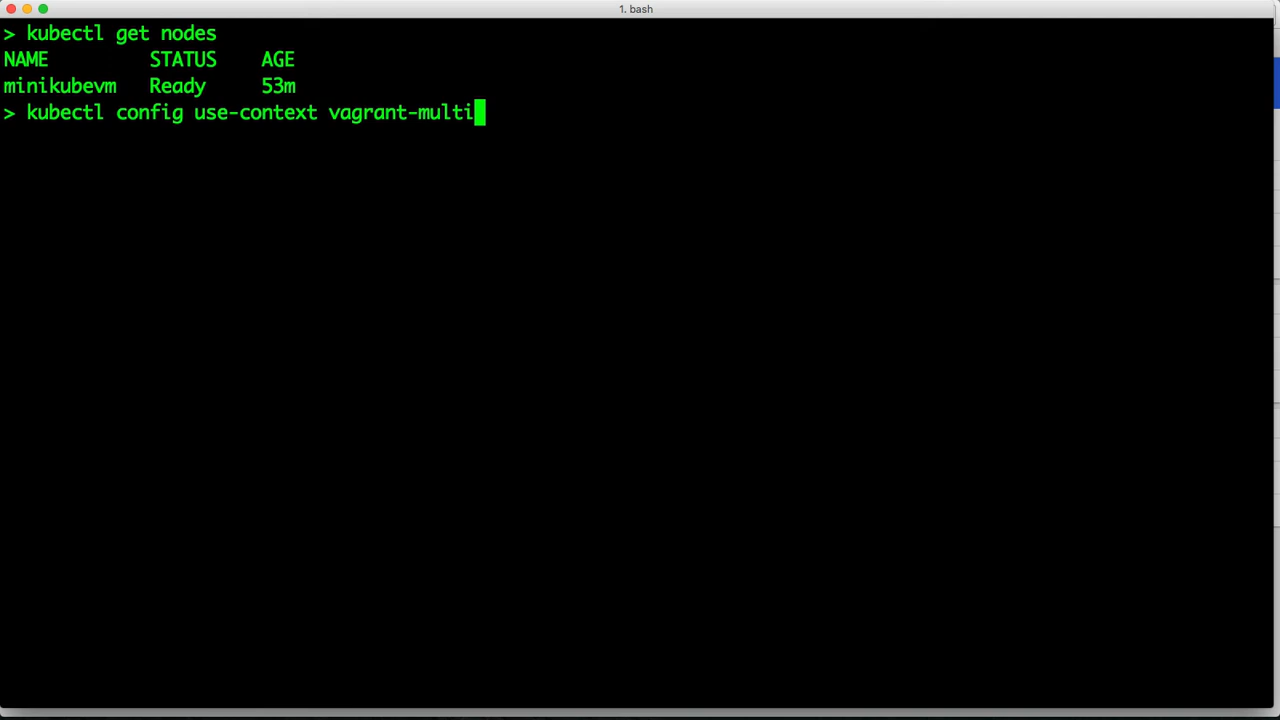 1. bash
> kubectl get nodes
NAME STATUS AGE
minikubevm Ready 53m
> kubectl config use-context vagrant-multi